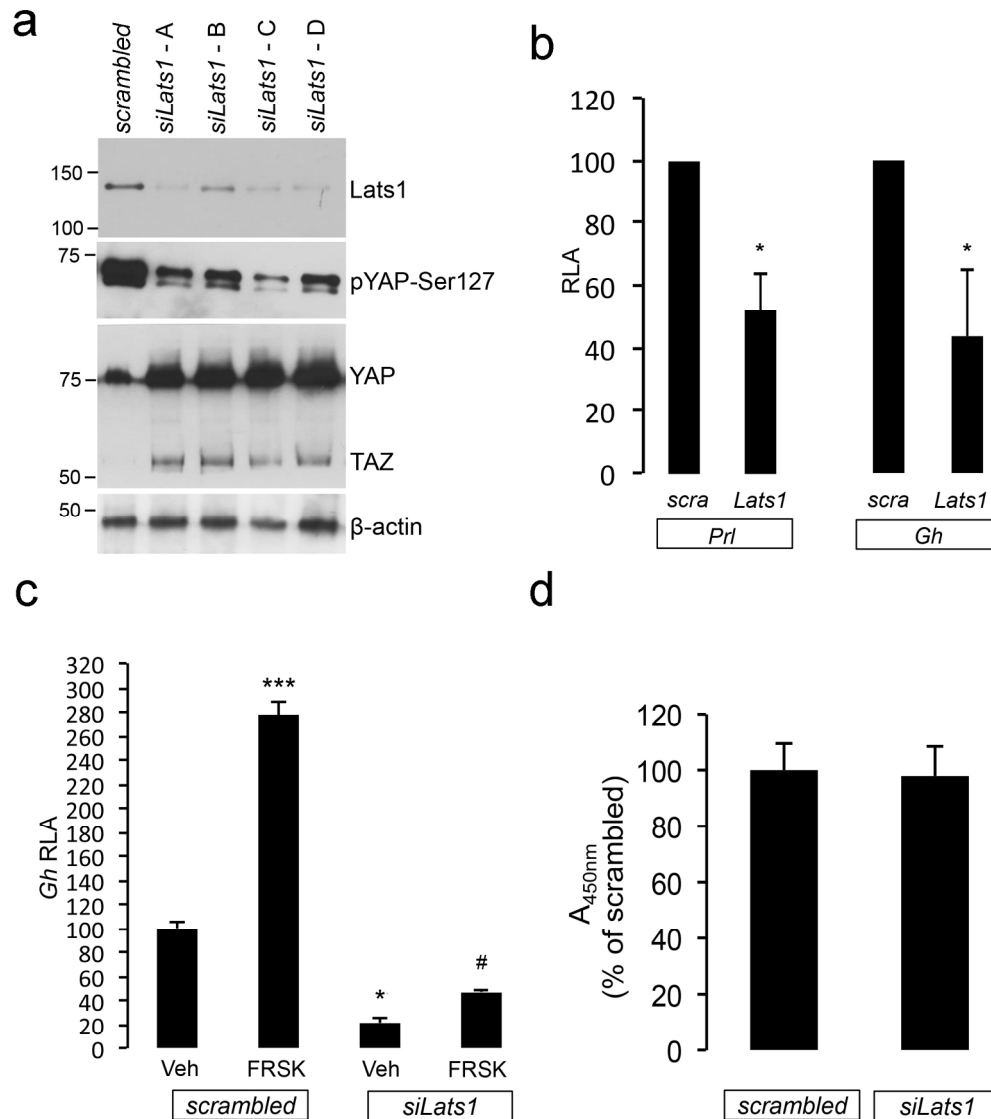 a
scrambled
siLats1 - A
siLats1 - B
siLats1 - C
siLats1 - D
150
100
Lats1
75
pYAP-Ser127
75
YAP
50
TAZ
50
β-actin
b
RLA
120
100
80
60
40
20
0
*
*
scra
Lats1
scra
Lats1
Prl
Gh
c
Gh RLA
320
300
280
260
240
220
200
180
160
140
120
100
80
60
40
20
0
***
*
#
Veh
FRSK
Veh
FRSK
scrambled
siLats1
d
A450nm
(% of scrambled)
120
100
80
60
40
20
0
scrambled
siLats1